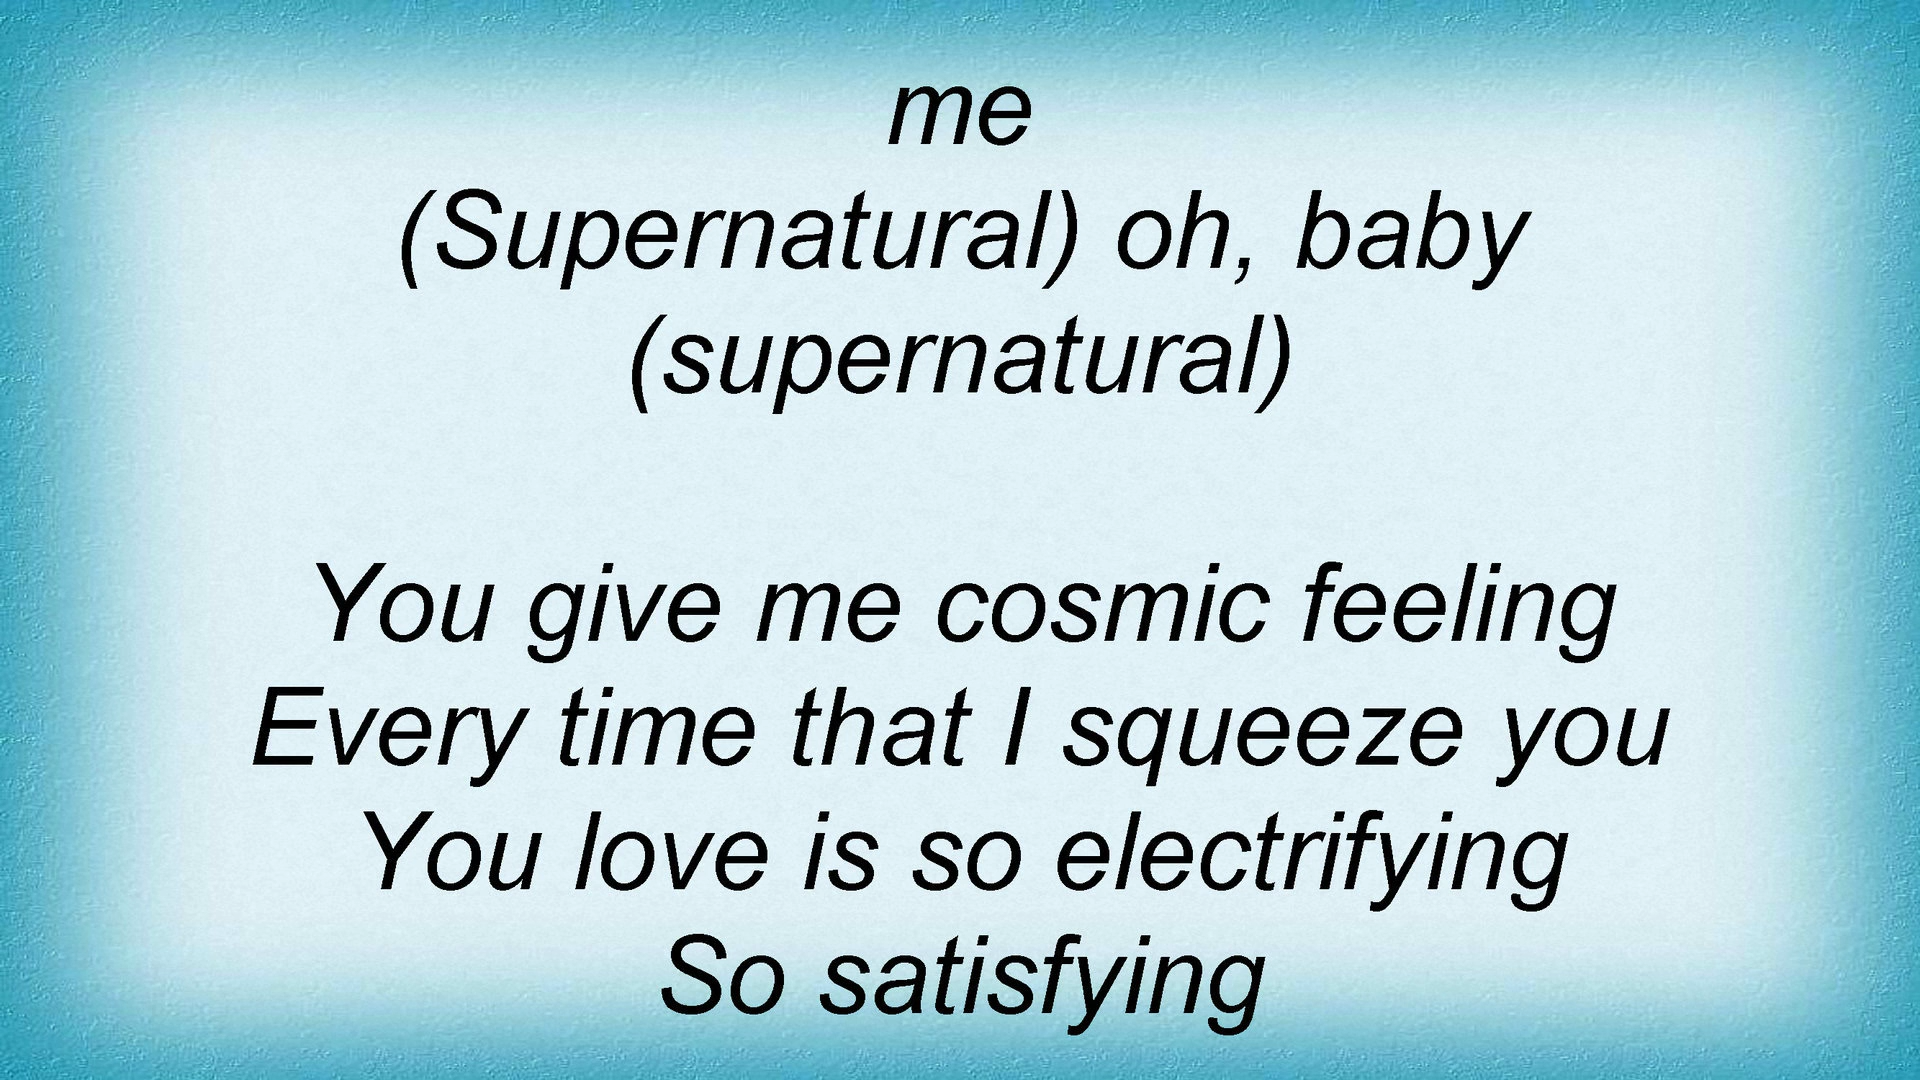 me
(Supernatural) oh, baby
(supernatural)
You give me cosmic feeling
Every time that I squeeze you
You love is so electrifying
So satisfying